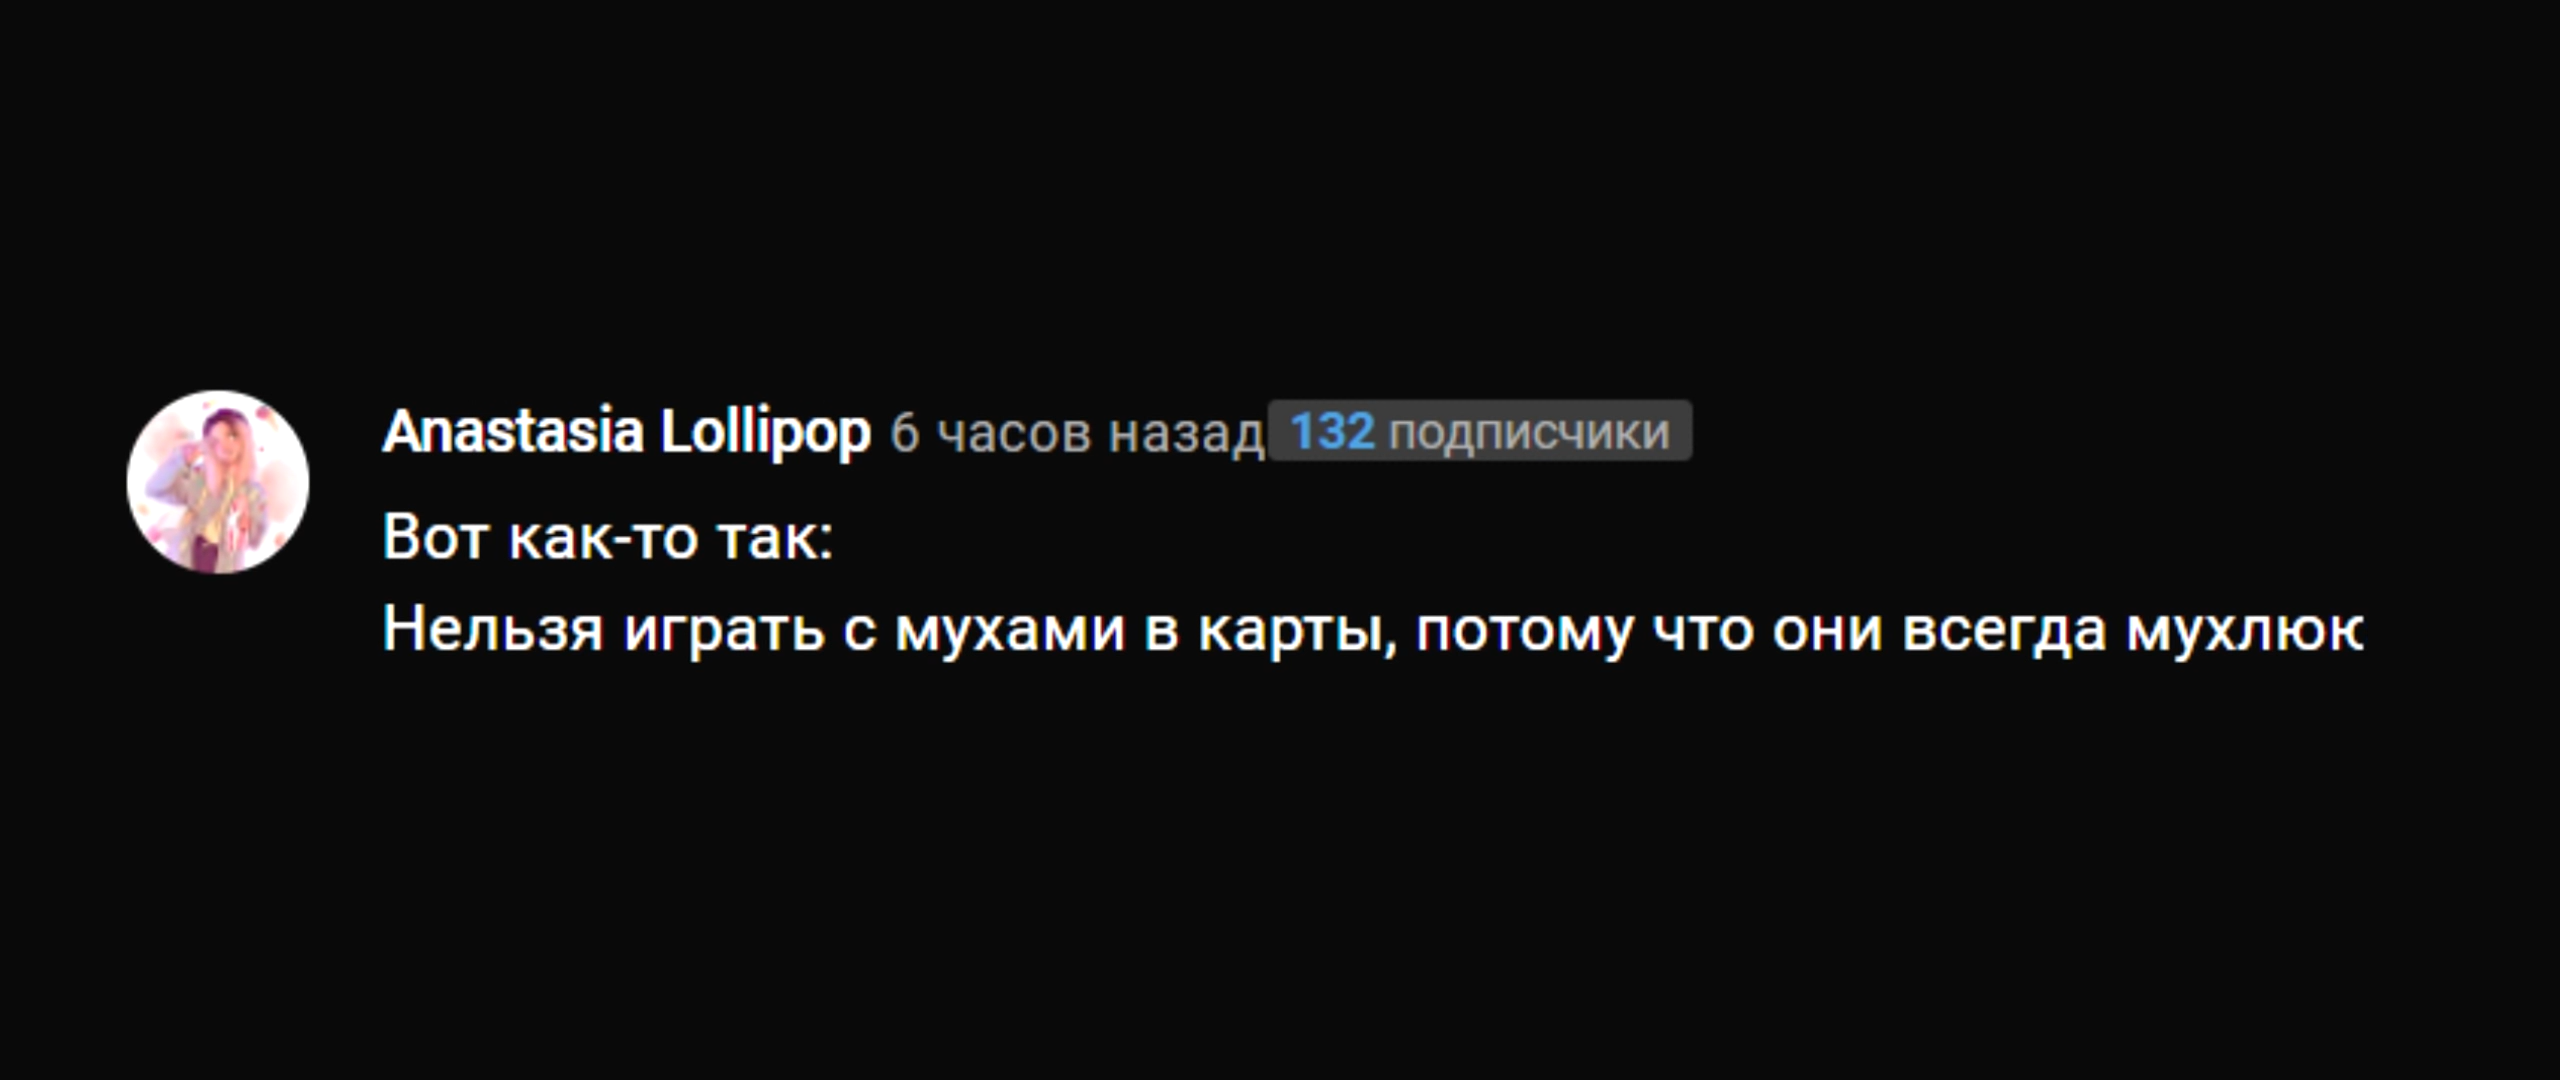 Anastasia Lollipop 6 часов назад 132 подписчики
Вот как-то так:
Нельзя играть с мухами в карты, потому что они всегда мухлюк